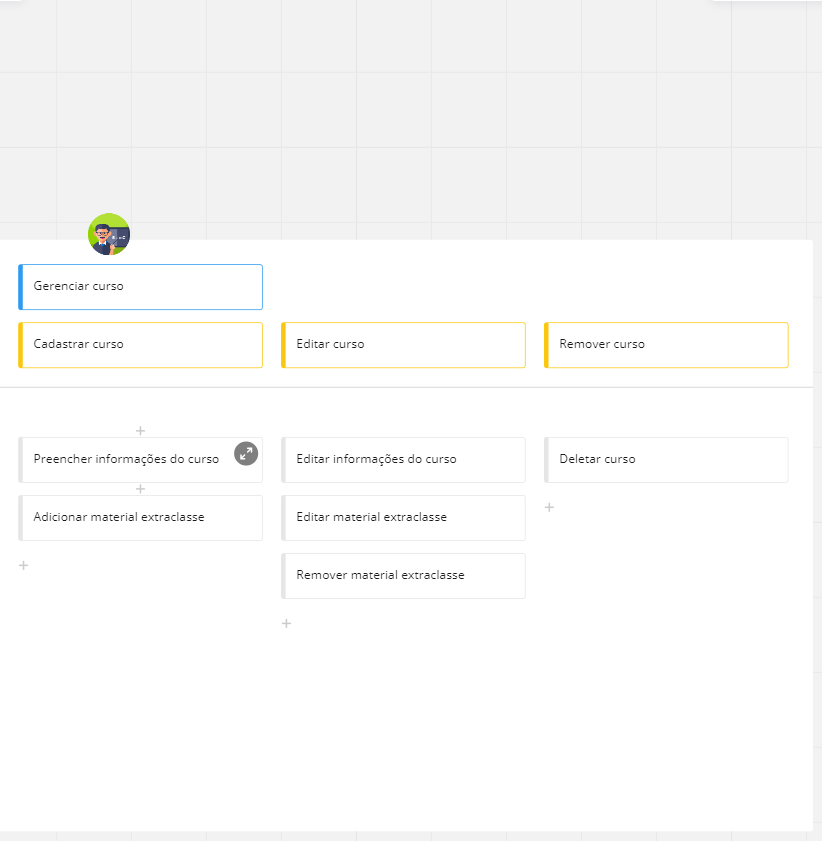 Gerenciar curso
Cadastrar curso
Editar curso
Remover curso
Preencher informações do curso
Editar informações do curso
Deletar curso
Adicionar material extraclasse
Editar material extraclasse
Remover material extraclasse